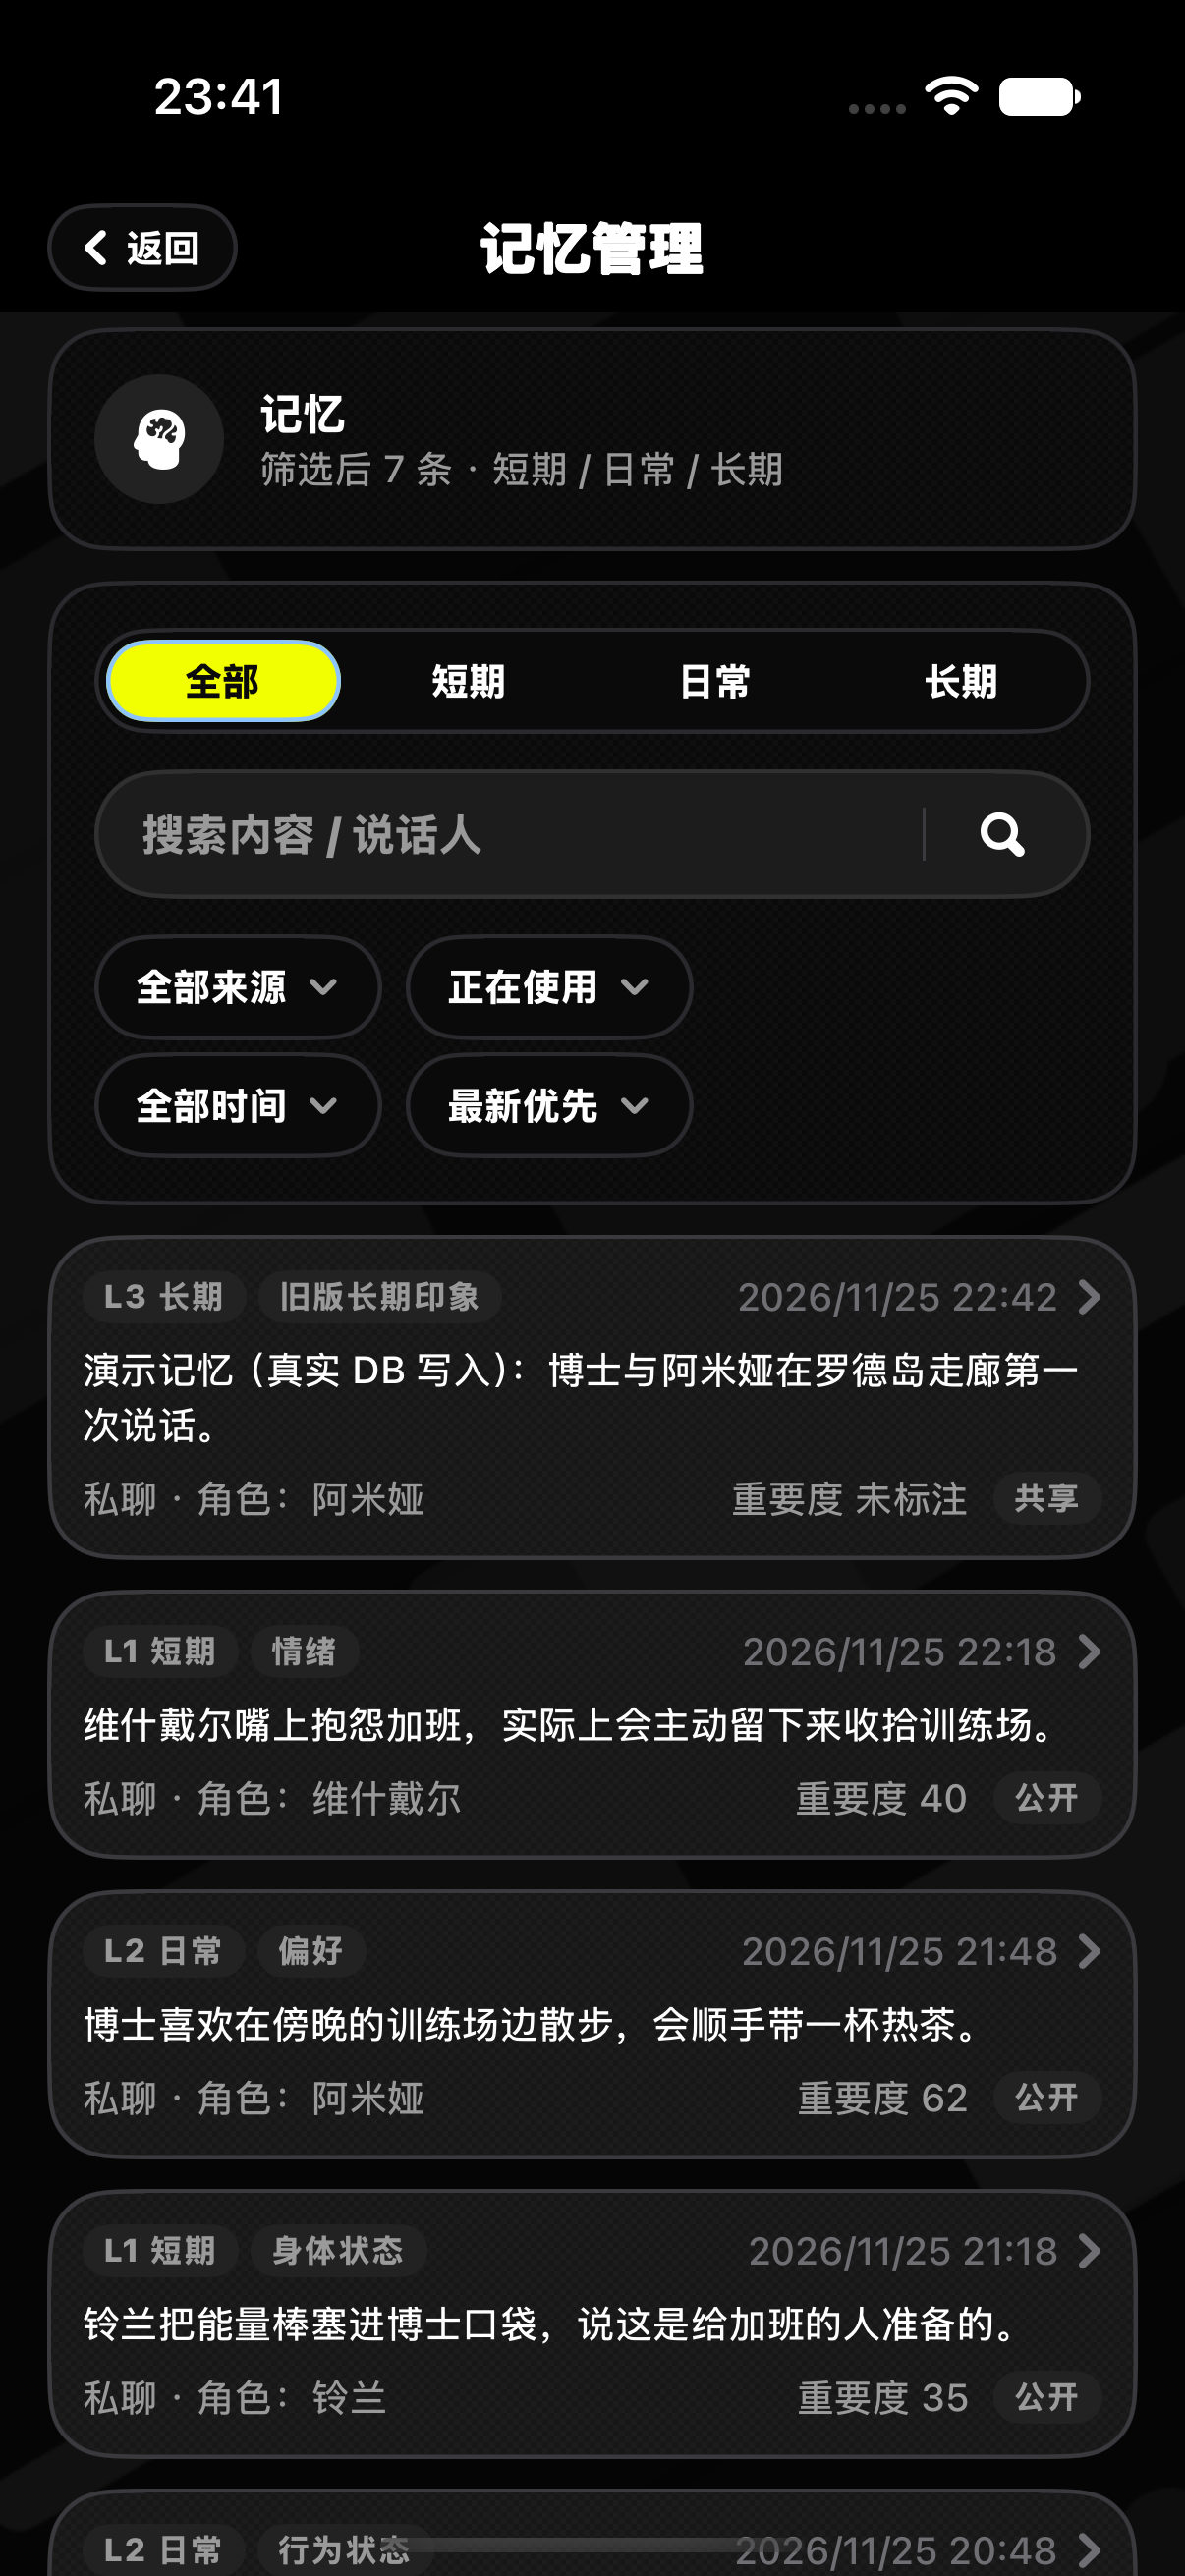 23:41
返回
记忆管理
记忆
筛选后 7 条 · 短期 / 日常 / 长期
全部 短期 日常 长期
搜索内容 / 说话人
全部来源 正在使用
全部时间 最新优先
L3 长期 旧版长期印象 2026/11/25 22:42
演示记忆（真实 DB 写入）：博士与阿米娅在罗德岛走廊第一
次说话。
私聊 · 角色：阿米娅 重要度 未标注 共享
L1 短期 情绪 2026/11/25 22:18
维什戴尔嘴上抱怨加班，实际上会主动留下来收拾训练场。
私聊 · 角色：维什戴尔 重要度 40 公开
L2 日常 偏好 2026/11/25 21:48
博士喜欢在傍晚的训练场边散步，会顺手带一杯热茶。
私聊 · 角色：阿米娅 重要度 62 公开
L1 短期 身体状态 2026/11/25 21:18
铃兰把能量棒塞进博士口袋，说这是给加班的人准备的。
私聊 · 角色：铃兰 重要度 35 公开
L2 日常 行为状态 2026/11/25 20:48